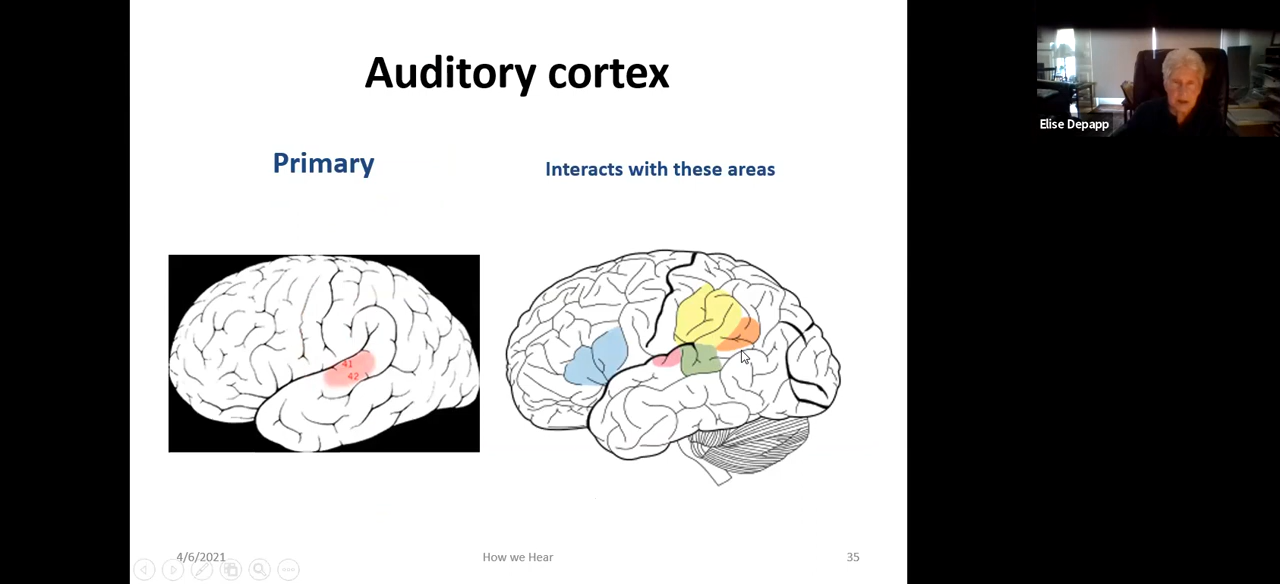 Auditory cortex
Elise Depapp
Primary
Interacts with these areas
41
42
4/6/2021
How we Hear
35